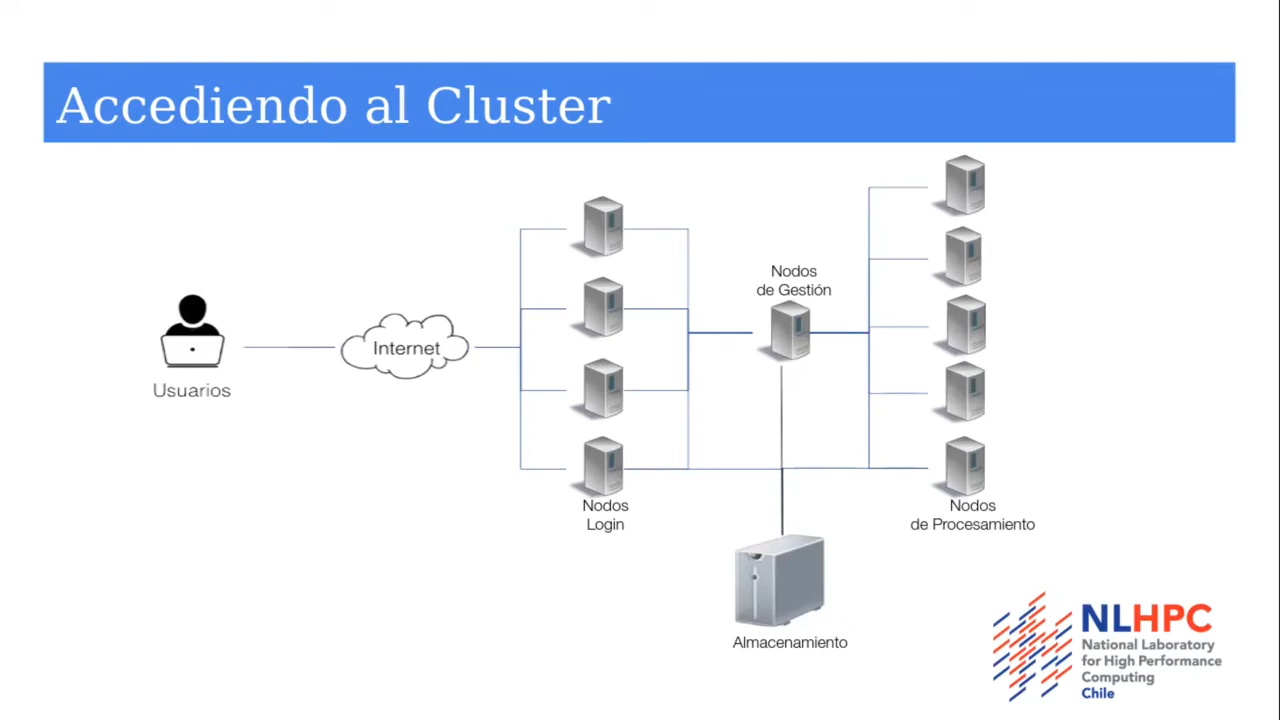 Accediendo al Cluster
Usuarios
Internet
Nodos
Login
Nodos
de Gestión
Almacenamiento
Nodos
de Procesamiento
NLHPC
National Laboratory
for High Performance
Computing
Chile